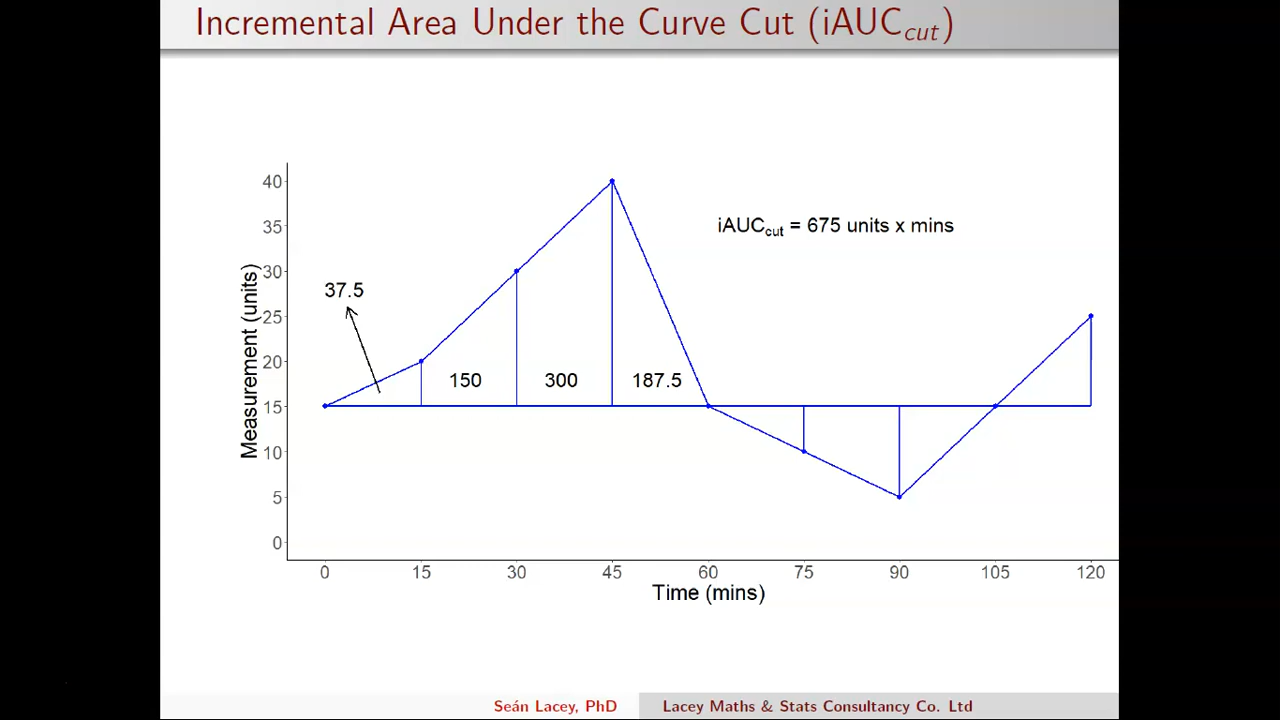 Incremental Area Under the Curve Cut (iAUCcut)
40
35
30
25
20
15
10
5
0
Measurement (units)
iAUCcut = 675 units x mins
37.5
150 300 187.5
0 15 30 45 60 75 90 105 120
Time (mins)
Seán Lacey, PhD Lacey Maths & Stats Consultancy Co. Ltd